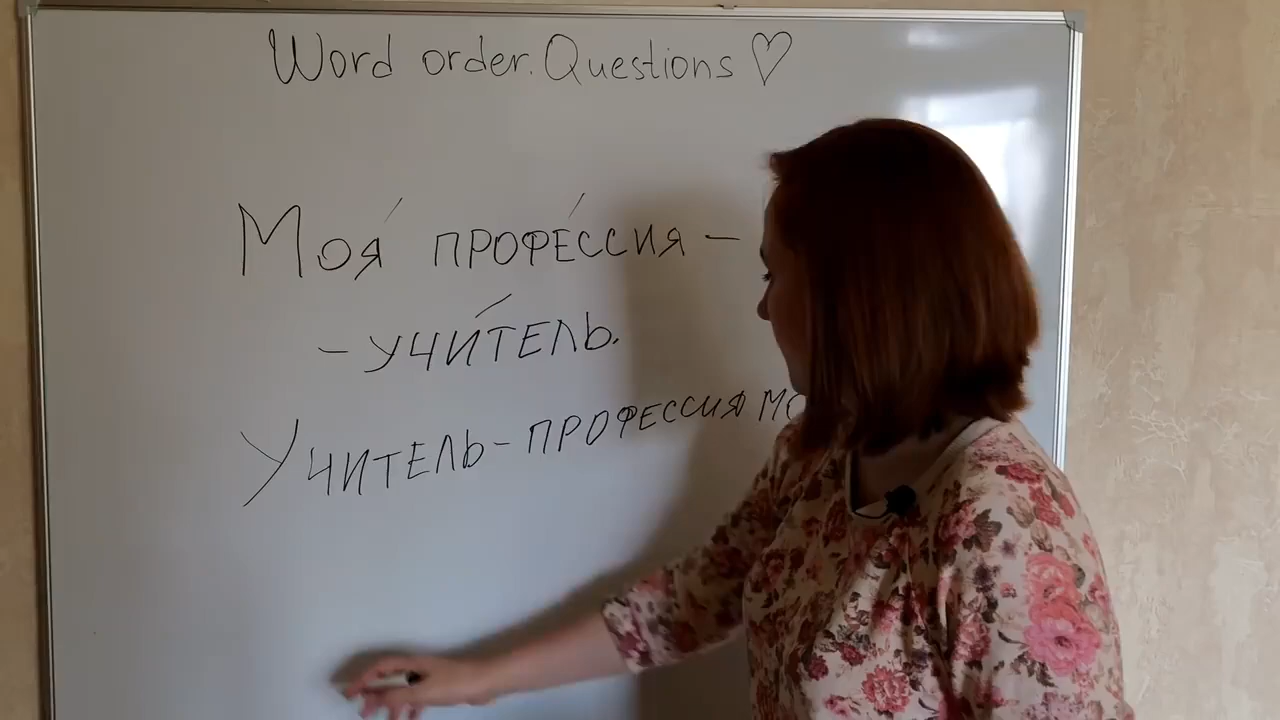 Word order. Questions ♡
Моя́ профе́ссия –
– учи́тель.
Учитель – профессия